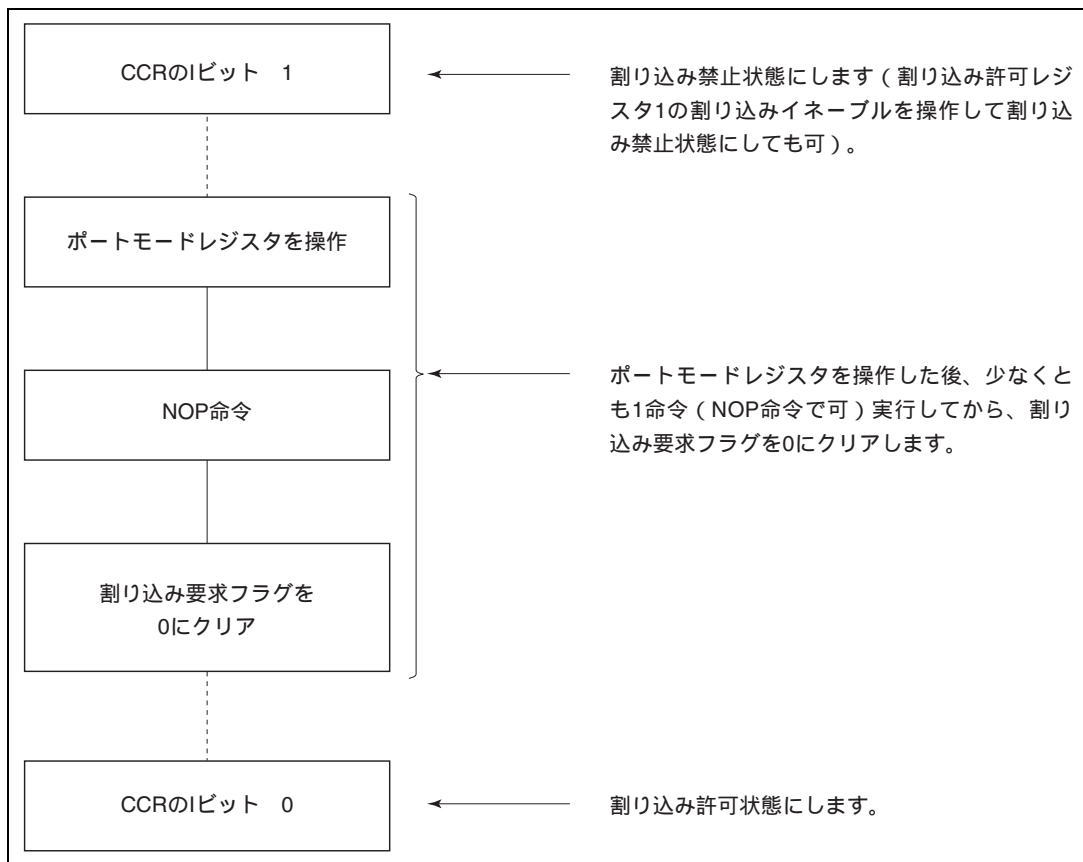 CCRのIビット　1
割り込み禁止状態にします（割り込み許可レジ
スタ1の割り込みイネーブルを操作して割り込
み禁止状態にしても可）。
ポートモードレジスタを操作
NOP命令
ポートモードレジスタを操作した後、少なくと
も1命令（NOP命令で可）実行してから、割り
込み要求フラグを0にクリアします。
割り込み要求フラグを
0にクリア
CCRのIビット　0
割り込み許可状態にします。